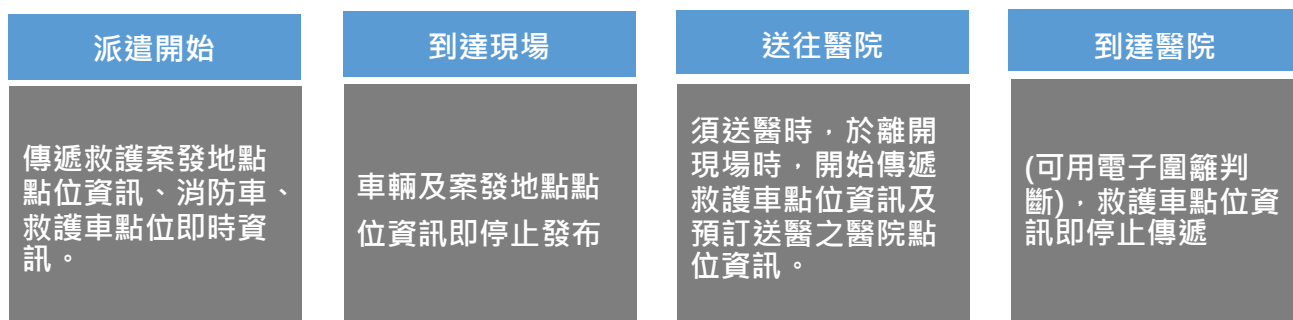 派遣開始
傳遞救護案發地點
點位資訊、消防車、
救護車點位即時資
訊。
到達現場
車輛及案發地點點
位資訊即停止發布
送往醫院
須送醫時，於離開
現場時，開始傳遞
救護車點位資訊及
預訂送醫之醫院點
位資訊。
到達醫院
(可用電子圍籬判
斷)，救護車點位資
訊即停止傳遞